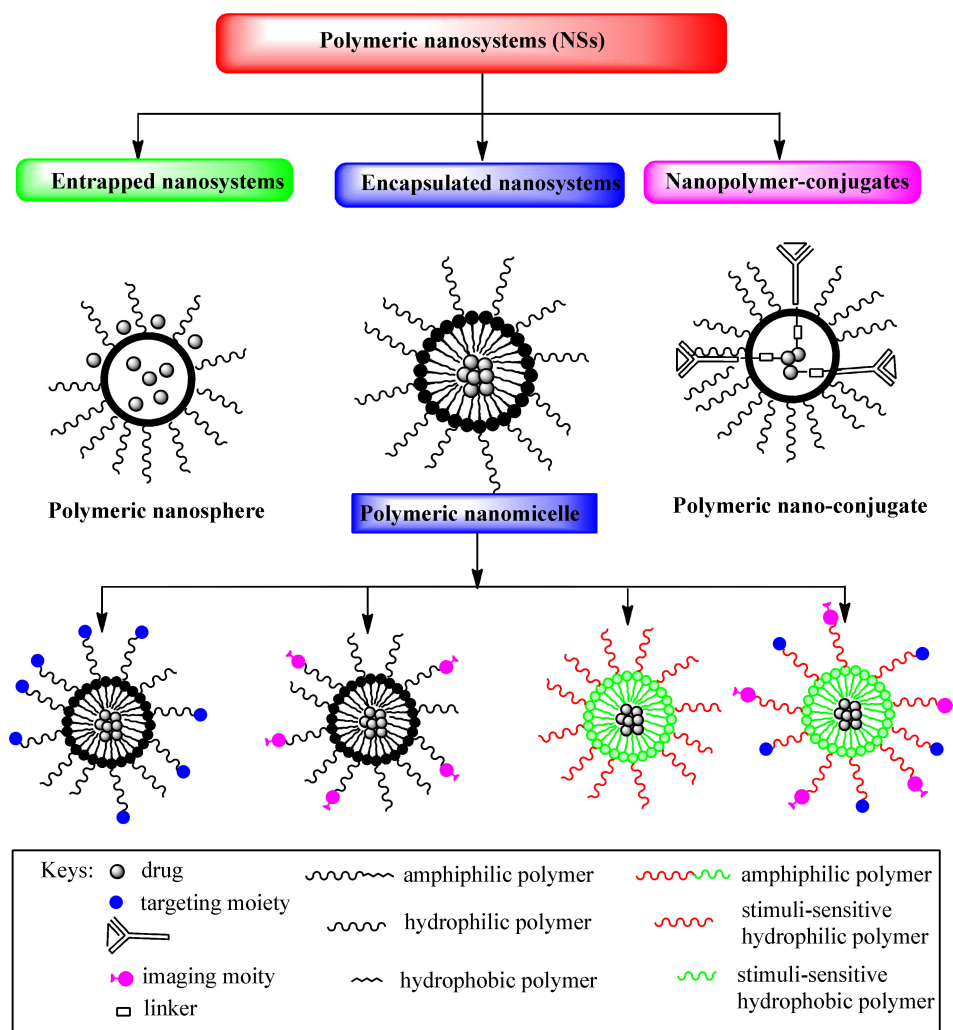 Polymeric nanosystems (NSs)
Entrapped nanosystems
Encapsulated nanosystems
Nanopolymer-conjugates
Polymeric nanosphere
Polymeric nanomicelle
Polymeric nano-conjugate
Keys:
drug
targeting moiety
imaging moity
linker
amphiphilic polymer
hydrophilic polymer
hydrophobic polymer
amphiphilic polymer
stimuli-sensitive
hydrophilic polymer
stimuli-sensitive
hydrophobic polymer